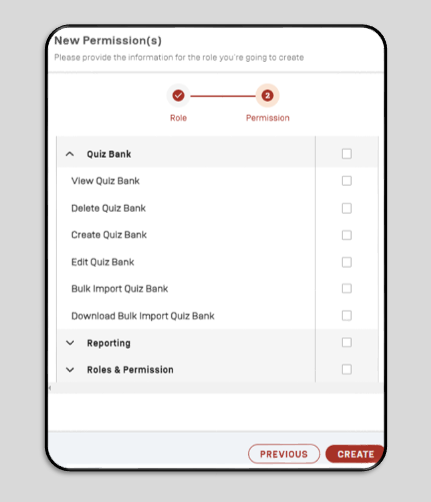 New Permission(s)
Please provide the information for the role you're going to create
2
Role
Permission
Quiz Bank
View Quiz Bank
Delete Quiz Bank
Create Quiz Bank
Edit Quiz Bank
Bulk Import Quiz Bank
Download Bulk Import Quiz Bank
Reporting
Roles & Permission
PREVIOUS
CREATE